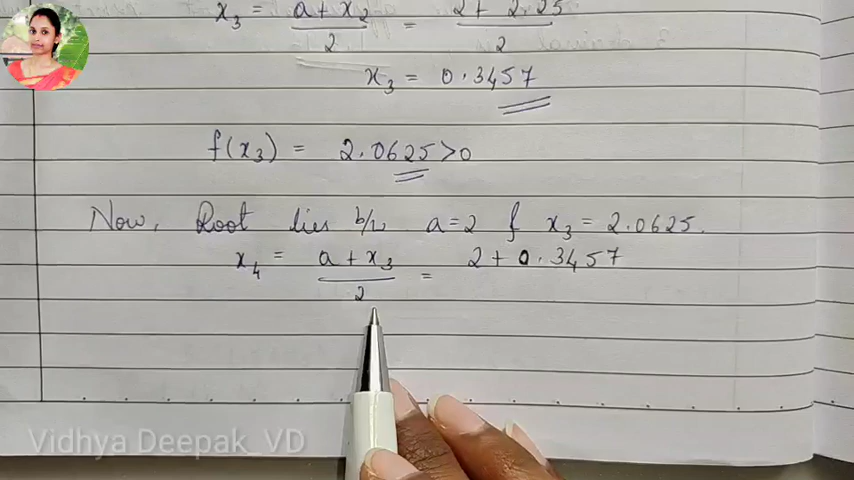 x₃ = a + x₂ / 2 = 2 + 2.25 / 2
x₃ = 0.3457
f(x₃) = 2.0625 > 0
Now, Root lies b/w a = 2 & x₃ = 2.0625.
x₄ = a + x₃ / 2 = 2 + 0.3457
Vidhya Deepak_VD